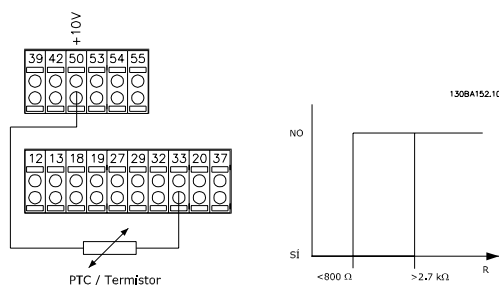 +10V
39 42 50 53 54 55
12 13 18 19 27 29 32 33 20 37
PTC / Termistor
130BA152.10
NO
SÍ
<800 Ω >2.7 kΩ
R